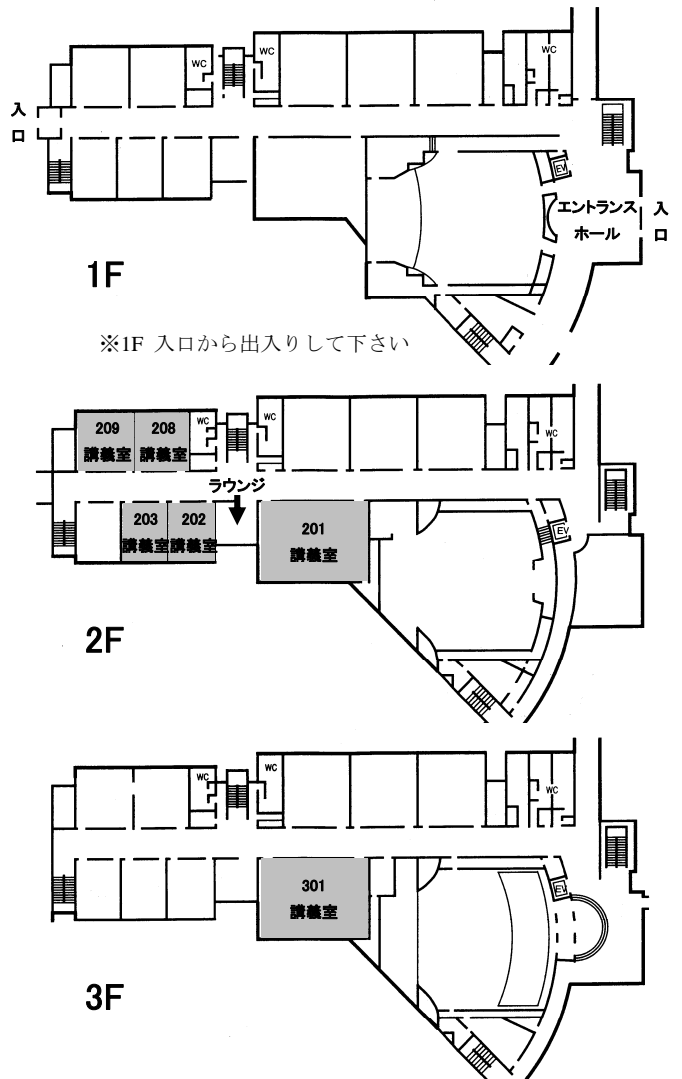 WC
WC
WC
入口
EV
エントランス
ホール
入口
1F
※1F 入口から出入りして下さい
209
講義室
208
講義室
WC
WC
WC
ラウンジ
203
講義室
202
講義室
201
講義室
EV
2F
WC
WC
WC
301
講義室
EV
3F